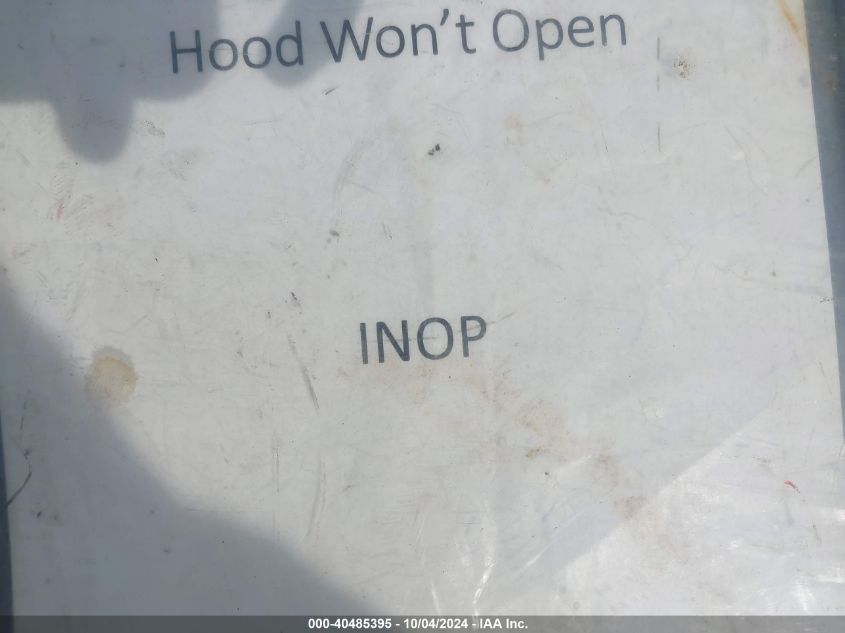 Hood Won't Open
INOP
000-40485395 - 10/04/2024 - IAA Inc.